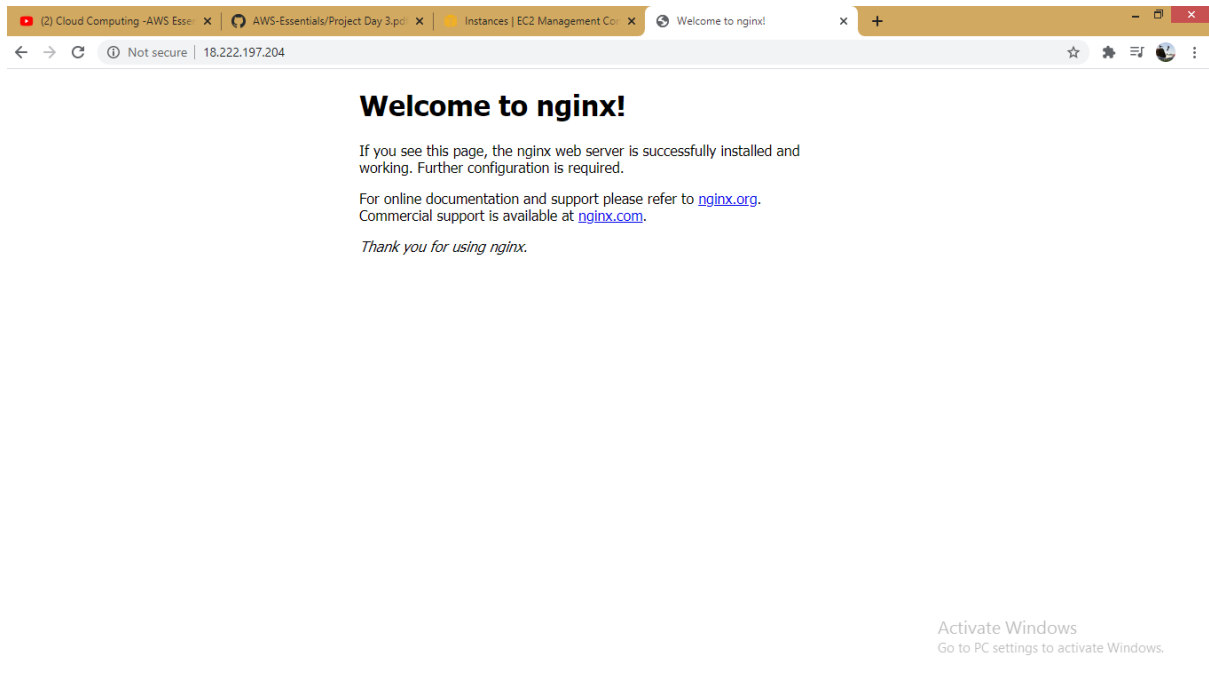 (2) Cloud Computing -AWS Esse
AWS-Essentials/Project Day 3.pd
Instances | EC2 Management Co
Welcome to nginx!
Not secure | 18.222.197.204
Welcome to nginx!
If you see this page, the nginx web server is successfully installed and
working. Further configuration is required.
For online documentation and support please refer to nginx.org.
Commercial support is available at nginx.com.
Thank you for using nginx.
Activate Windows
Go to PC settings to activate Windows.